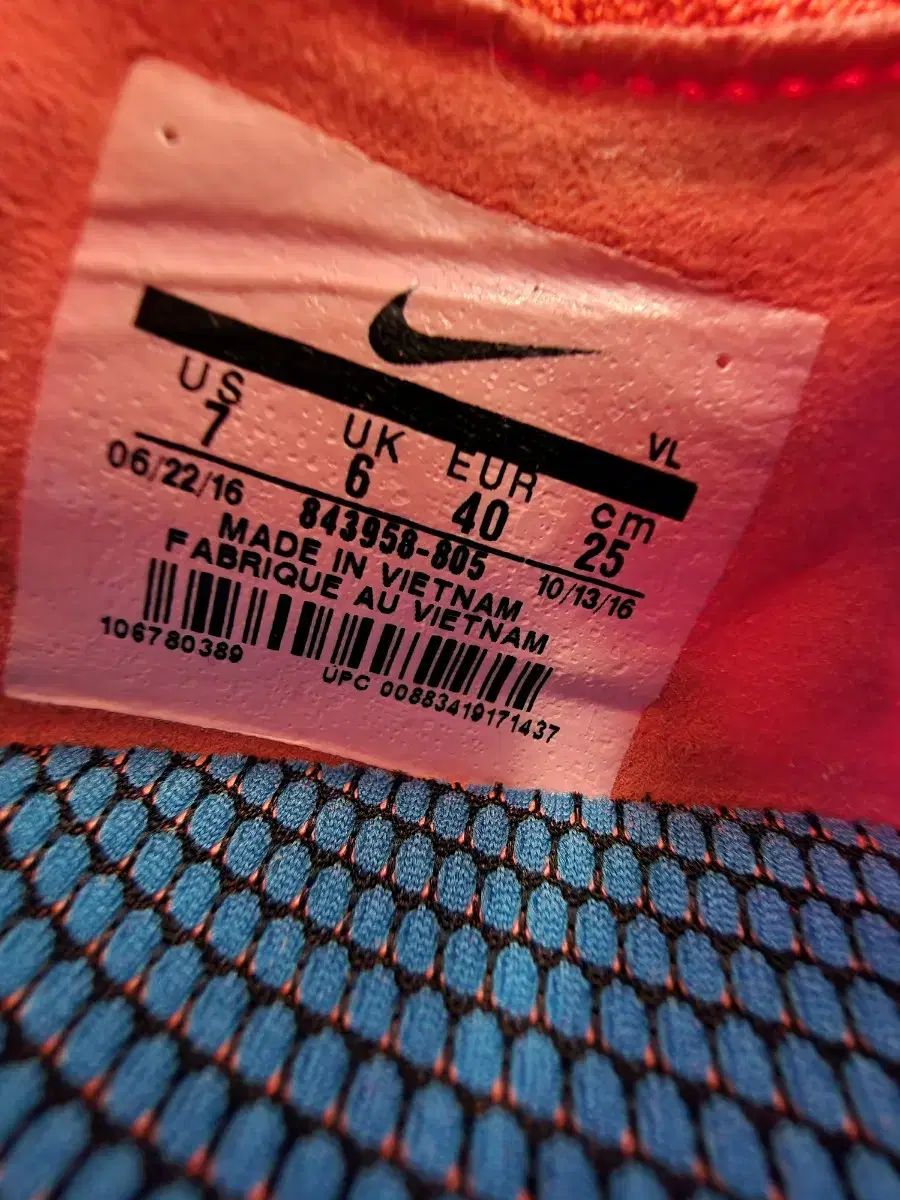 VL
US UK EUR cm
7 6 40 25
06/22/16 843958-805 10/13/16
MADE IN VIETNAM
FABRIQUE AU VIETNAM
106780389
UPC 00883419171437